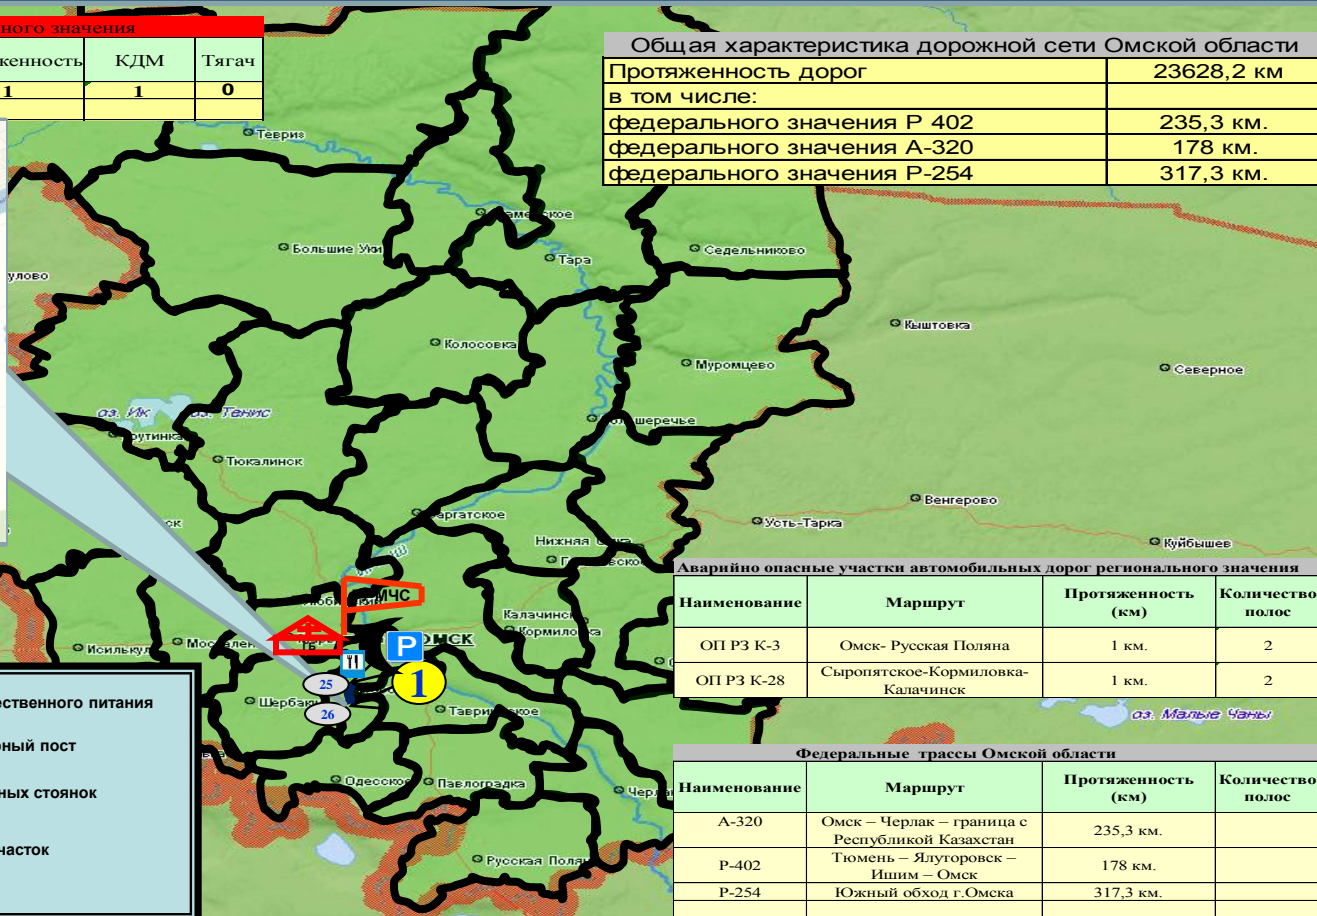 ного значения
женность КДМ Тягач
1 1 0
Общая характеристика дорожной сети Омской области
Протяженность дорог 23628,2 км
в том числе:
федерального значения Р 402 235,3 км.
федерального значения А-320 178 км.
федерального значения Р-254 317,3 км.
Тевриз
Большие Уки
Тара
Седельниково
улово
Кыштовка
Колосовка
Муромцево
Северное
оз. Ик оз. Тенис
Тюкалинск
Венгерово
Усть-Тарка
Куйбышев
Нижняя
МЧС
Калачинск
Кормиловка
ОМСК
P
Исилькуль
25
1
26
Одесское
Павлоградка
Русская Поляна
оз. Малые Чаны
Аварийно опасные участки автомобильных дорог регионального значения
Наименование Маршрут Протяженность (км) Количество полос
ОП РЗ К-3 Омск- Русская Поляна 1 км. 2
ОП РЗ К-28 Сыропятское-Кормиловка-Калачинск 1 км. 2
Федеральные трассы Омской области
Наименование Маршрут Протяженность (км) Количество полос
А-320 Омск – Черлак – граница с Республикой Казахстан 235,3 км.
Р-402 Тюмень – Ялуторовск – Ишим – Омск 178 км.
Р-254 Южный обход г.Омска 317,3 км.
ественного питания
ный пост
ных стоянок
часток